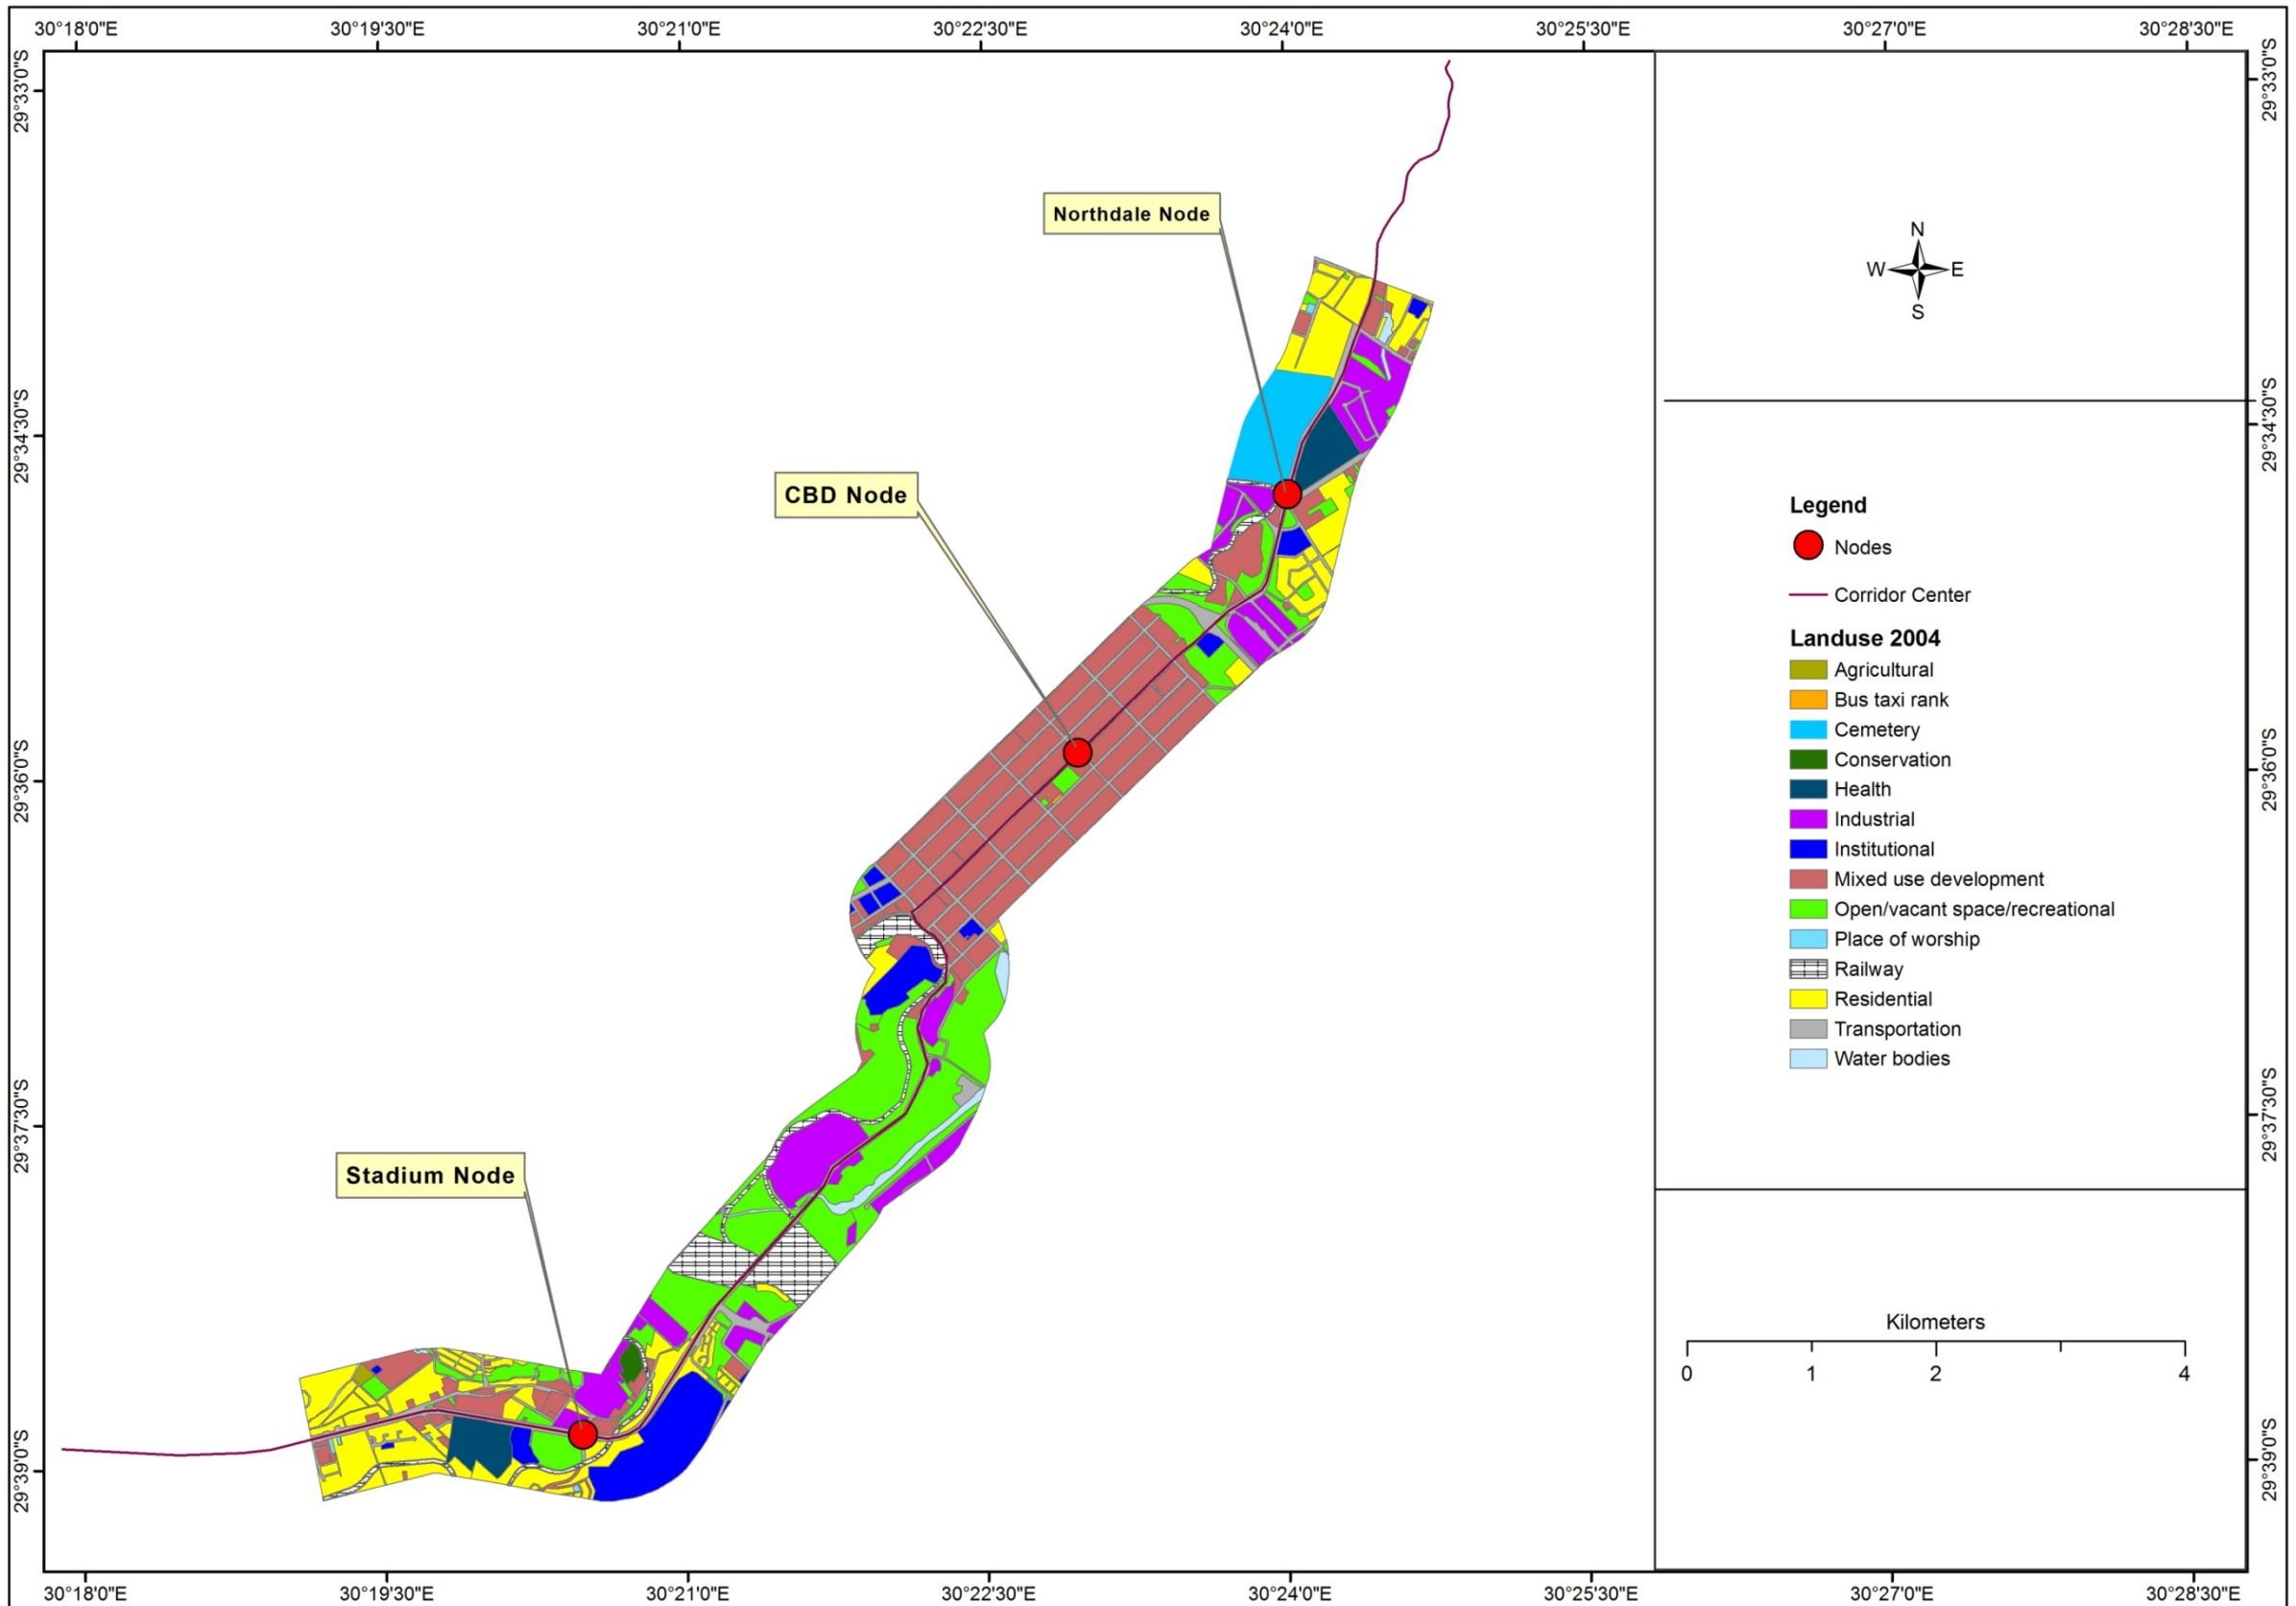 30°18'0"E 30°19'30"E 30°21'0"E 30°22'30"E 30°24'0"E 30°25'30"E 30°27'0"E 30°28'30"E
29°33'0"S
29°33'0"S
Northdale Node
N
W E
S
29°34'30"S
29°34'30"S
CBD Node
Legend
Nodes
Corridor Center
Landuse 2004
Agricultural
Bus taxi rank
Cemetery
Conservation
Health
Industrial
Institutional
Mixed use development
Open/vacant space/recreational
Place of worship
Railway
Residential
Transportation
Water bodies
29°36'0"S
29°36'0"S
29°37'30"S
29°37'30"S
Stadium Node
Kilometers
0 1 2 4
29°39'0"S
29°39'0"S
30°18'0"E 30°19'30"E 30°21'0"E 30°22'30"E 30°24'0"E 30°25'30"E 30°27'0"E 30°28'30"E